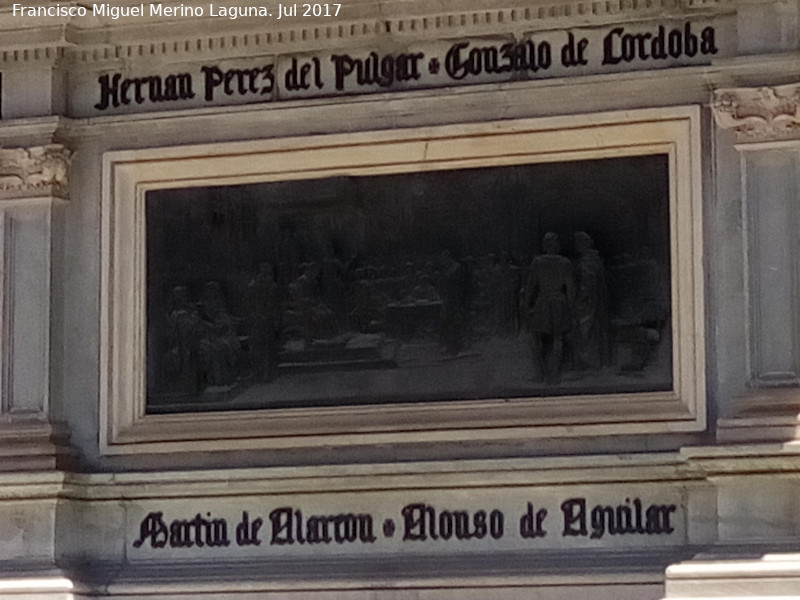 Francisco Miguel Merino Laguna. Jul 2017
Hernan Perez del Pulgar * Gonzalo de Cordoba
Martin de Alarcon * Alonso de Aguilar